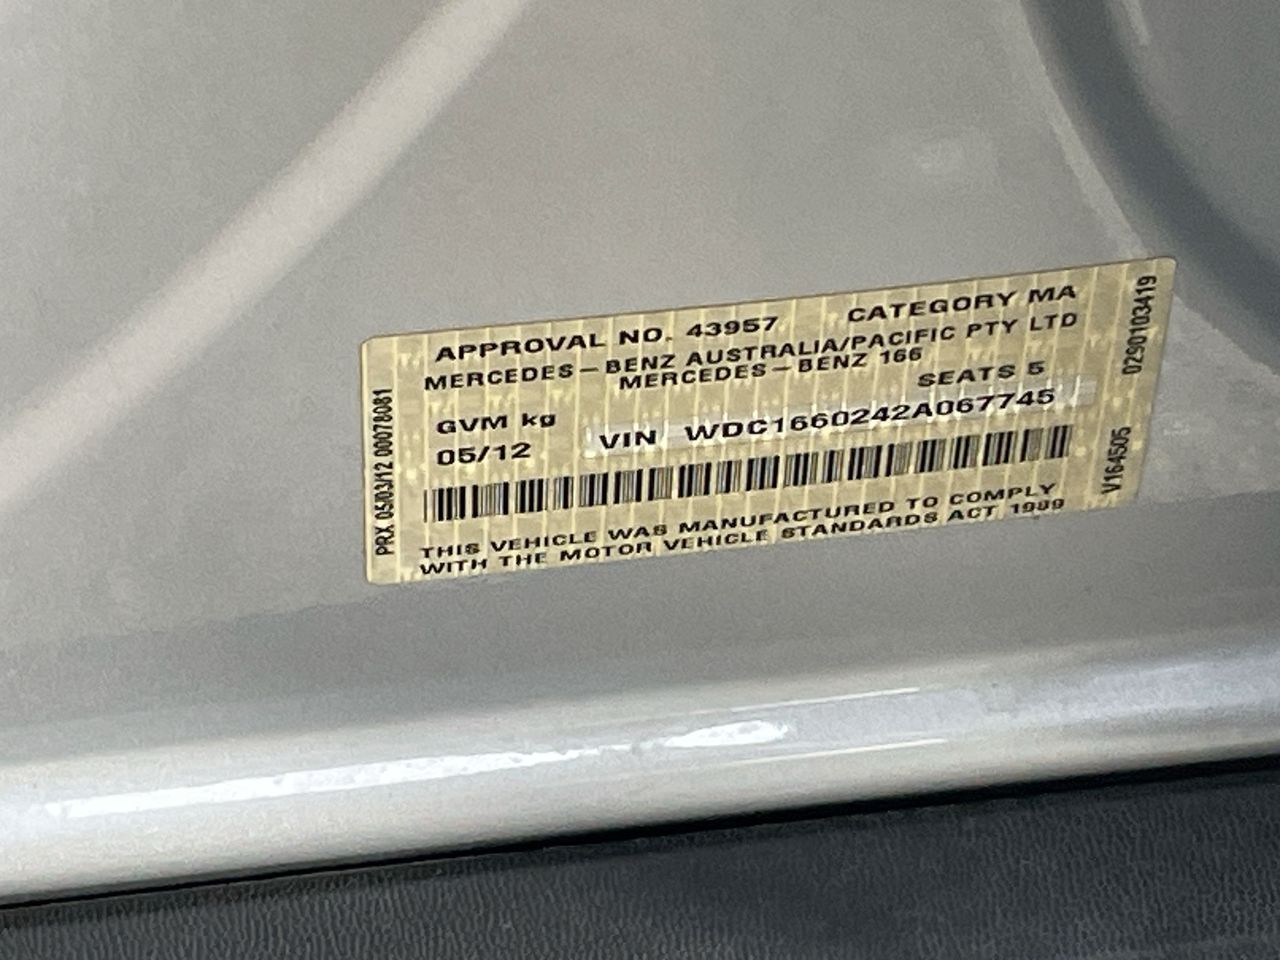 APPROVAL NO. 43957 CATEGORY MA
MERCEDES-BENZ AUSTRALIA/PACIFIC PTY LTD
MERCEDES-BENZ 166
SEATS 5
GVM kg
05/12 VIN WDC1660242A067745
THIS VEHICLE WAS MANUFACTURED TO COMPLY
WITH THE MOTOR VEHICLE STANDARDS ACT 1989
PRX 05/03/12 00078081
V164505 0290103419